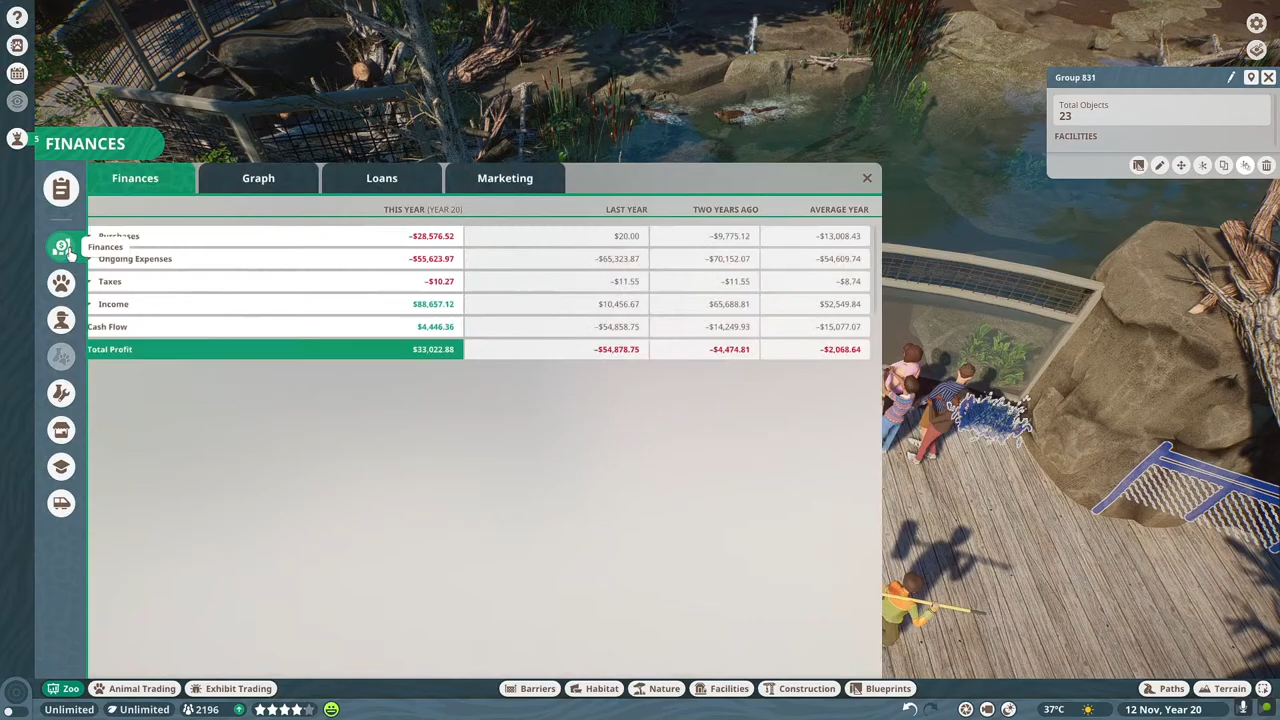 ?
5
FINANCES
Finances Graph Loans Marketing
THIS YEAR (YEAR 20) LAST YEAR TWO YEARS AGO AVERAGE YEAR
Purchases –$28,576.52 $20.00 –$9,775.12 –$13,008.43
Finances
Ongoing Expenses –$55,623.97 –$65,323.87 –$70,152.07 –$54,609.74
Taxes –$10.27 –$11.55 –$11.55 –$8.74
Income $88,657.12 $10,456.67 $65,688.81 $52,549.84
Cash Flow $4,446.36 –$54,858.75 –$14,249.93 –$15,077.07
Total Profit $33,022.88 –$54,878.75 –$4,474.81 –$2,068.64
Group 831
Total Objects
23
FACILITIES
Zoo Animal Trading Exhibit Trading Barriers Habitat Nature Facilities Construction Blueprints Paths Terrain
Unlimited Unlimited 2196 37°C 12 Nov, Year 20